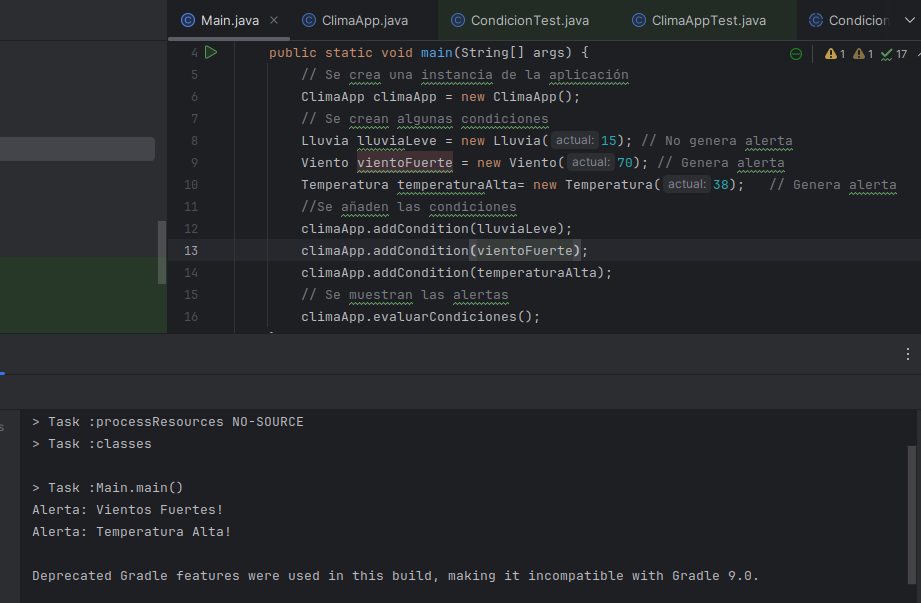 Main.java × ClimaApp.java CondicionTest.java ClimaAppTest.java Condicion
1 1 17
4 public static void main(String[] args) {
5 // Se crea una instancia de la aplicación
6 ClimaApp climaApp = new ClimaApp();
7 // Se crean algunas condiciones
8 Lluvia lluviaLeve = new Lluvia( actual: 15); // No genera alerta
9 Viento vientoFuerte = new Viento( actual: 70); // Genera alerta
10 Temperatura temperaturaAlta= new Temperatura( actual: 38); // Genera alerta
11 //Se añaden las condiciones
12 climaApp.addCondition(lluviaLeve);
13 climaApp.addCondition(vientoFuerte);
14 climaApp.addCondition(temperaturaAlta);
15 // Se muestran las alertas
16 climaApp.evaluarCondiciones();
> Task :processResources NO-SOURCE
> Task :classes
> Task :Main.main()
Alerta: Vientos Fuertes!
Alerta: Temperatura Alta!
Deprecated Gradle features were used in this build, making it incompatible with Gradle 9.0.